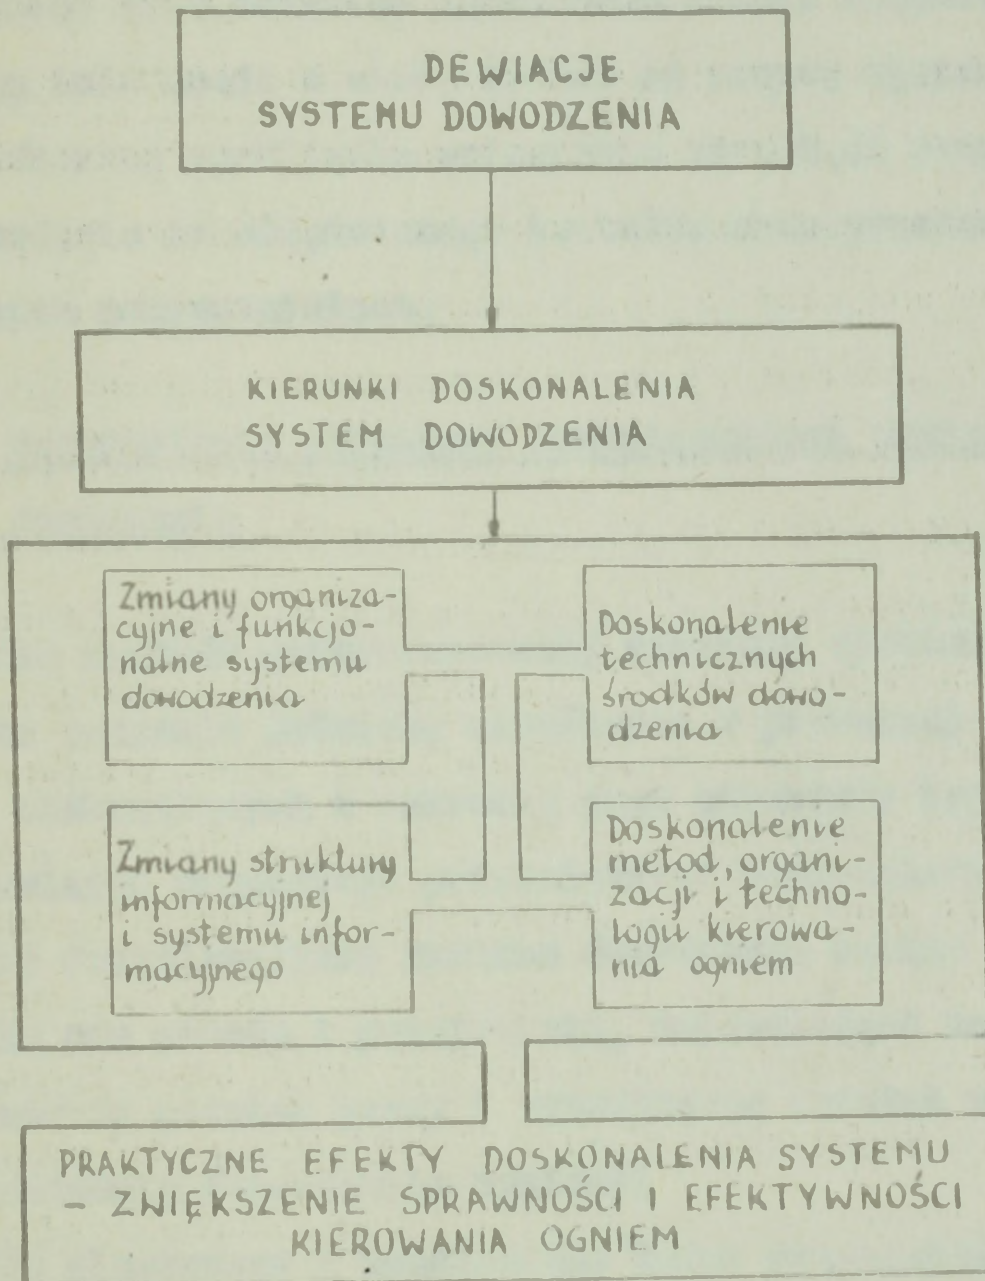 DEWIACJE
SYSTEMU DOWODZENIA
KIERUNKI DOSKONALENIA
SYSTEM DOWODZENIA
Zmiany organiza-
cyjne i funkcjo-
nalne systemu
dowodzenia
Doskonalenie
technicznych
środków dowo-
dzenia
Zmiany struktury
informacyjnej
i systemu infor-
macyjnego
Doskonalenie
metod, organi-
zacji i techno-
logii kierowa-
nia ogniem
PRAKTYCZNE EFEKTY DOSKONALENIA SYSTEMU
- ZWIĘKSZENIE SPRAWNOŚCI I EFEKTYWNOŚCI
KIEROWANIA OGNIEM